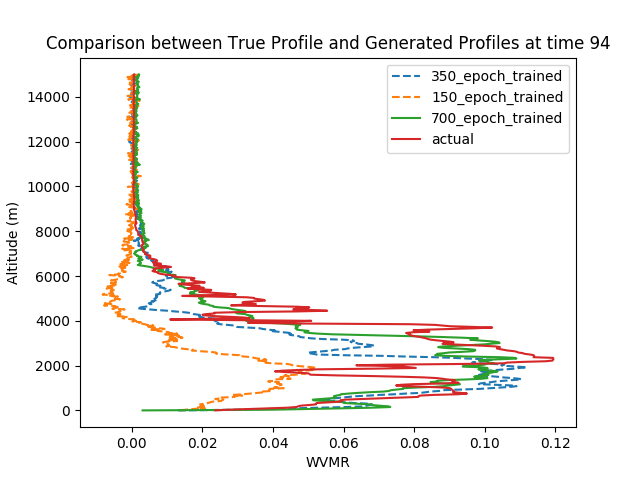 Comparison between True Profile and Generated Profiles at time 94
350_epoch_trained
150_epoch_trained
700_epoch_trained
actual
14000
12000
10000
8000
6000
4000
2000
0
Altitude (m)
0.00 0.02 0.04 0.06 0.08 0.10 0.12
WVMR